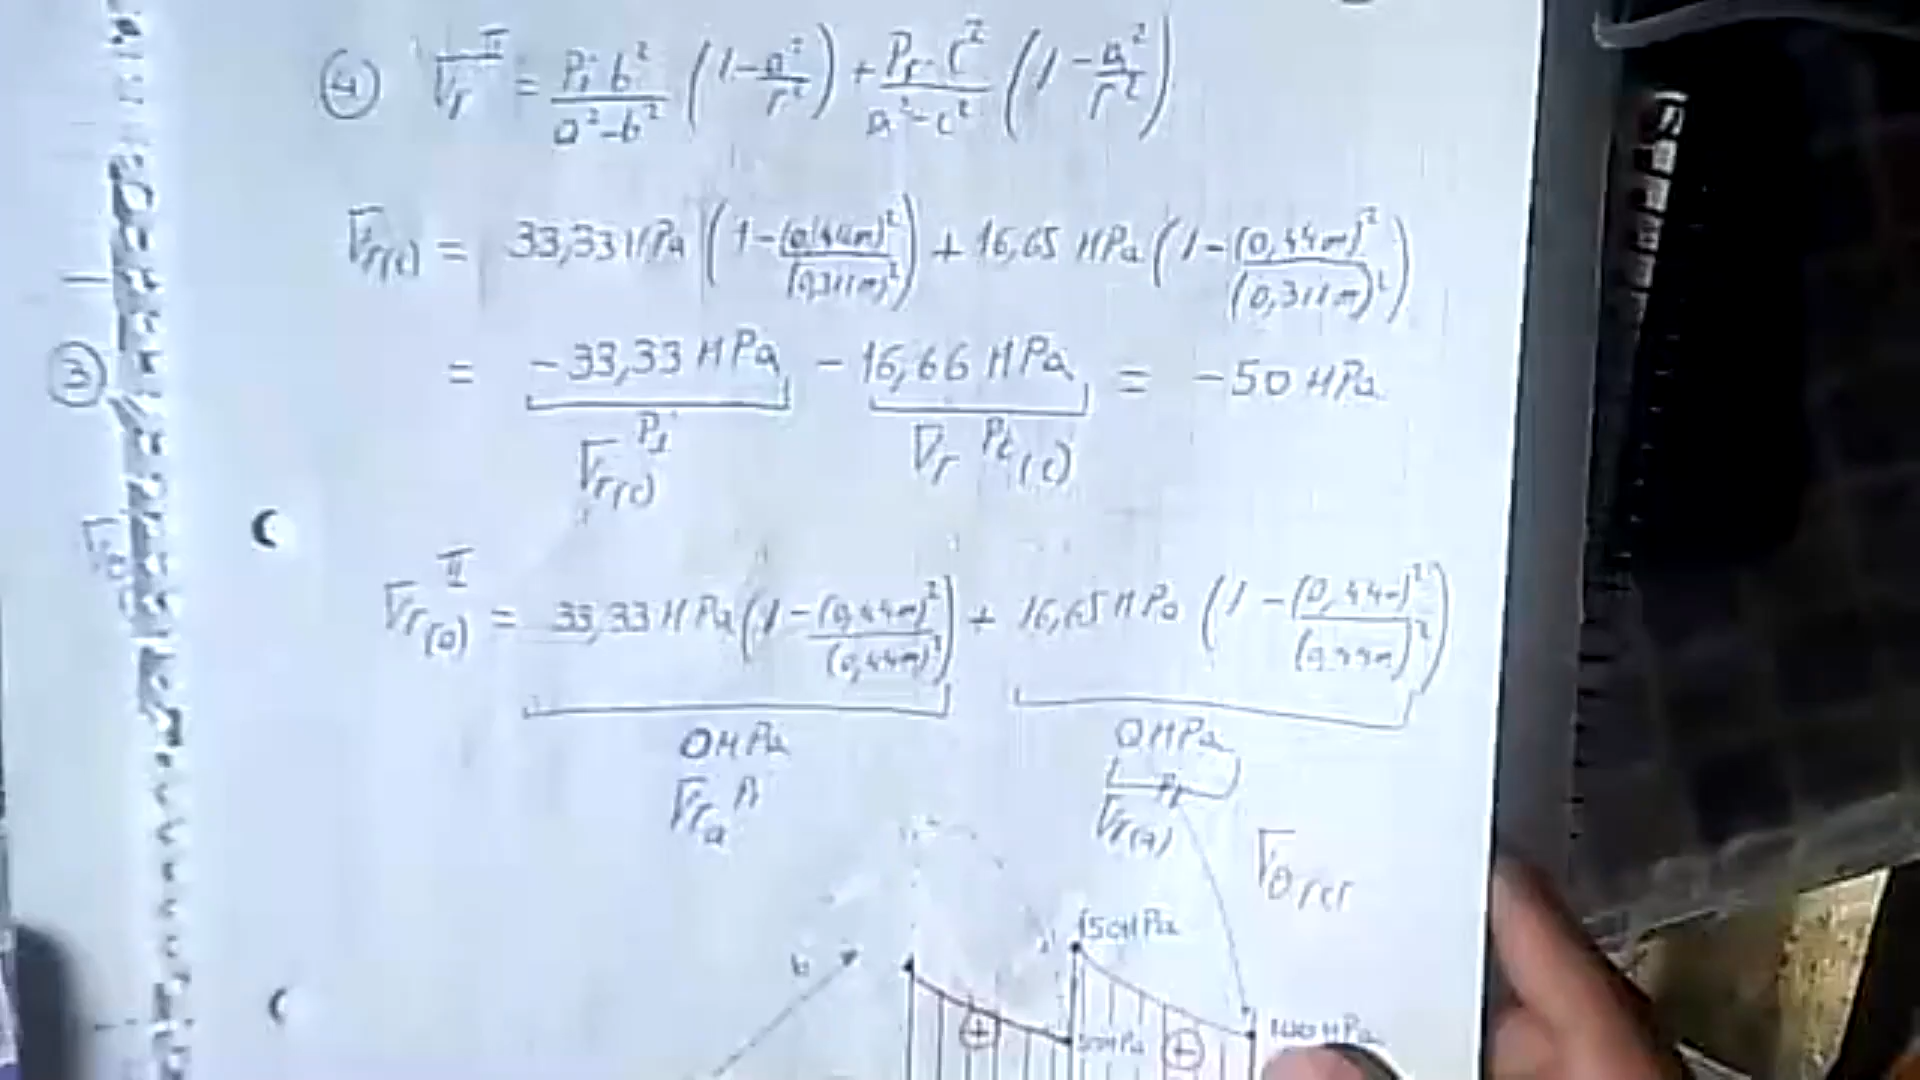 ④ σr^II = Pi·b²/(a²-b²) (1 - a²/r²) + Pr·c²/(a²-c²) (1 - a²/r²)
σr(c) = 33,33 MPa (1 - (0,44m)²/(0,311m)²) + 16,65 MPa (1 - (0,44m)²/(0,311m)²)
= -33,33 MPa - 16,66 MPa = -50 MPa
③
σr(c)^Pi σr^Pr(c)
σr(a)^II = 33,33 MPa (1 - (0,44m)²/(0,44m)²) + 16,65 MPa (1 - (0,44m)²/(0,44m)²)
0 MPa 0 MPa
σra^Pi σr(a)^Pr
σθ rcr
150 MPa
b
+ + 100 MPa